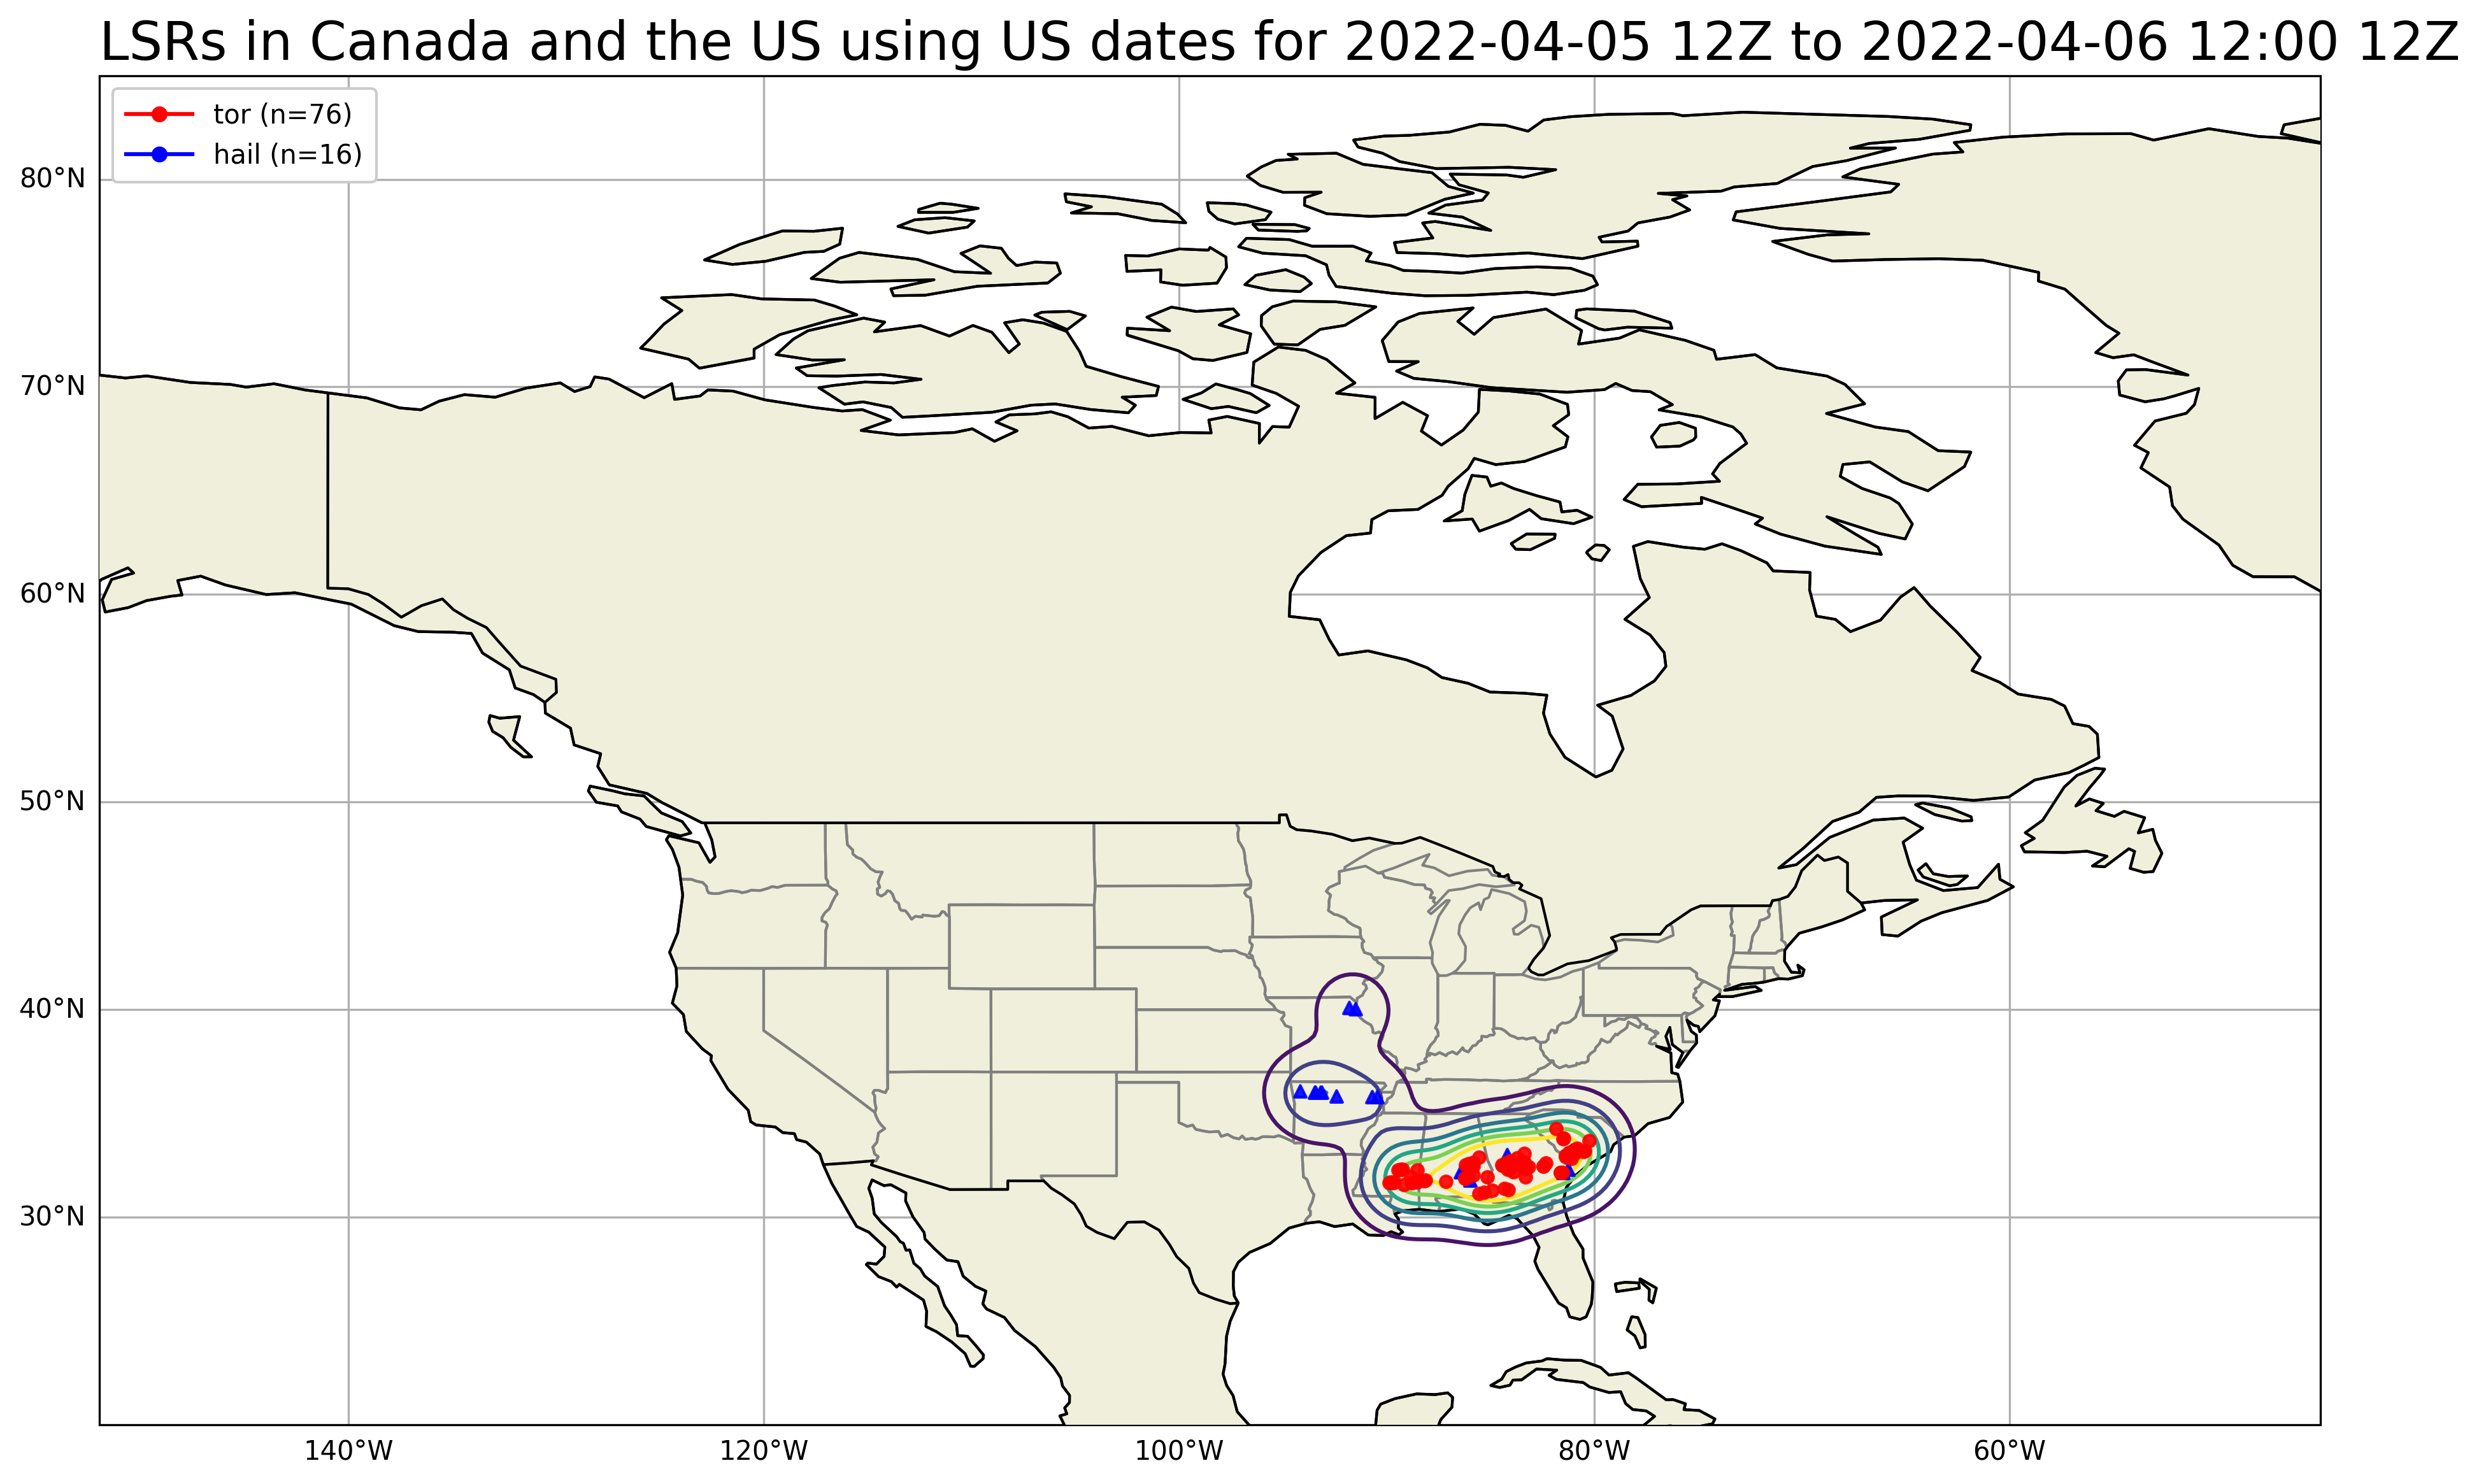 LSRs in Canada and the US using US dates for 2022-04-05 12Z to 2022-04-06 12:00 12Z
tor (n=76)
hail (n=16)
80°N
70°N
60°N
50°N
40°N
30°N
140°W
120°W
100°W
80°W
60°W